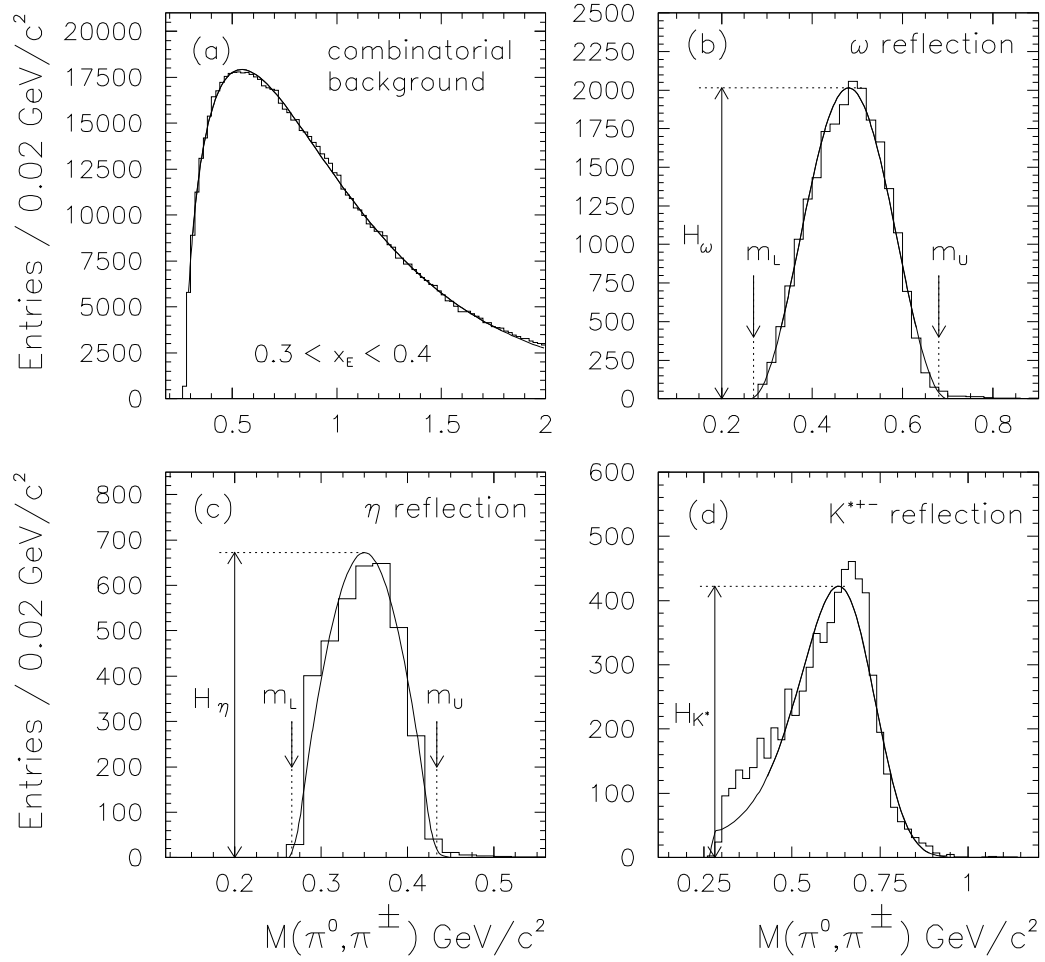 Entries / 0.02 GeV/c²
20000
17500
15000
12500
10000
7500
5000
2500
0
(a)
combinatorial
background
0.3 < x_E < 0.4
0.5
1
1.5
2
2500
2250
2000
1750
1500
1250
1000
750
500
250
0
(b)
ω reflection
H_ω
m_L
m_U
0.2
0.4
0.6
0.8
Entries / 0.02 GeV/c²
800
700
600
500
400
300
200
100
0
(c)
η reflection
H_η
m_L
m_U
0.2
0.3
0.4
0.5
M(π⁰,π±) GeV/c²
600
500
400
300
200
100
0
(d)
K*+− reflection
H_K*
0.25
0.5
0.75
1
M(π⁰,π±) GeV/c²